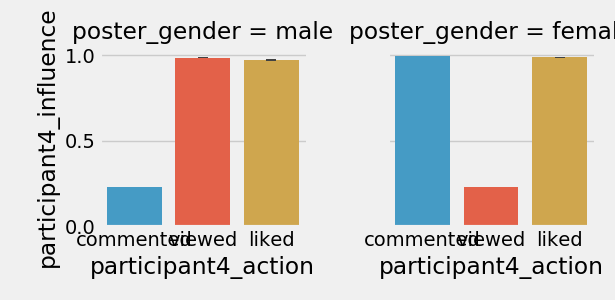 poster_gender = male
poster_gender = femal
participant4_influence
1.0
0.5
0.0
commented viewed liked
commented viewed liked
participant4_action
participant4_action